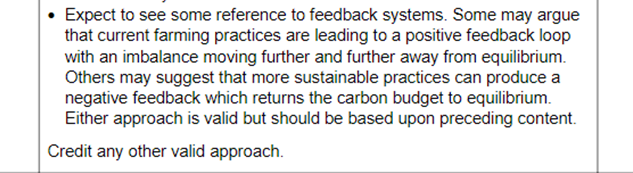 • Expect to see some reference to feedback systems. Some may argue
that current farming practices are leading to a positive feedback loop
with an imbalance moving further and further away from equilibrium.
Others may suggest that more sustainable practices can produce a
negative feedback which returns the carbon budget to equilibrium.
Either approach is valid but should be based upon preceding content.
Credit any other valid approach.